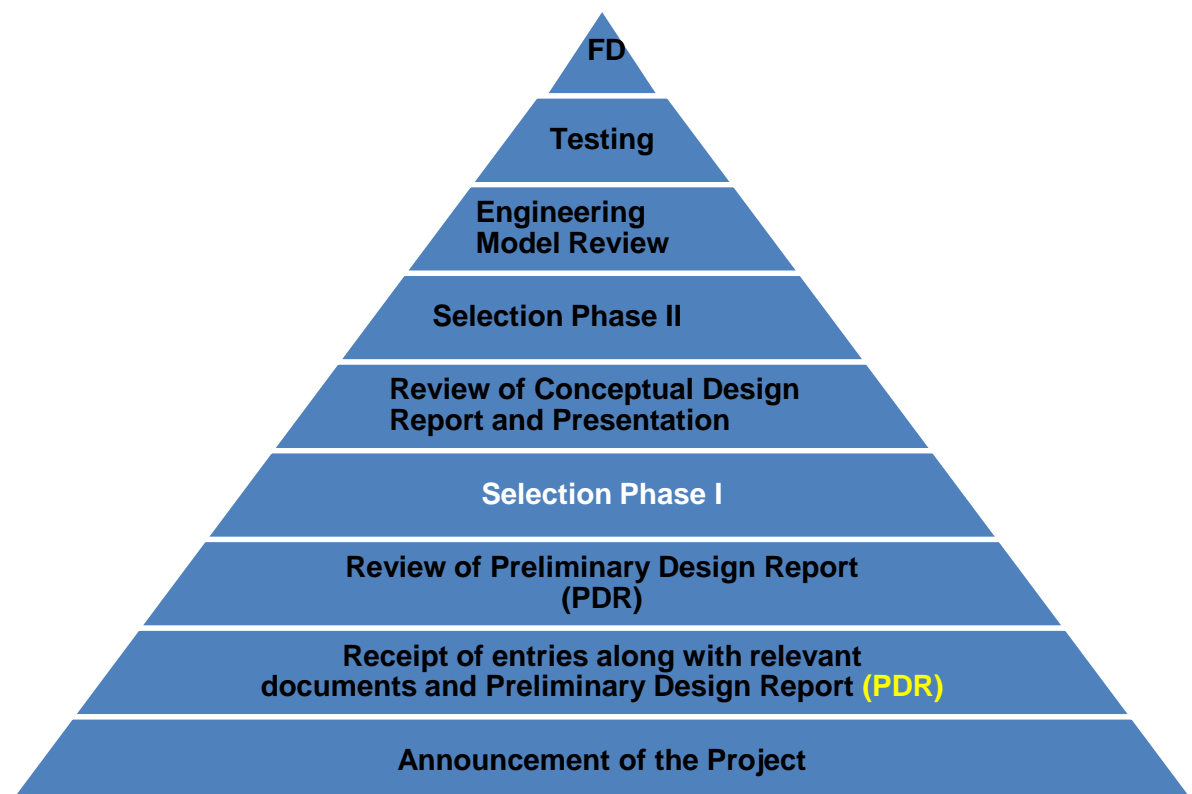 FD
Testing
Engineering
Model Review
Selection Phase II
Review of Conceptual Design
Report and Presentation
Selection Phase I
Review of Preliminary Design Report
(PDR)
Receipt of entries along with relevant
documents and Preliminary Design Report (PDR)
Announcement of the Project